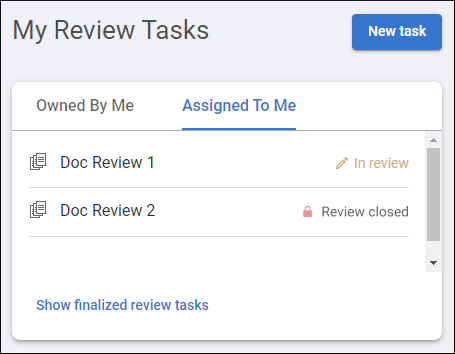 My Review Tasks
New task
Owned By Me
Assigned To Me
Doc Review 1
In review
Doc Review 2
Review closed
Show finalized review tasks